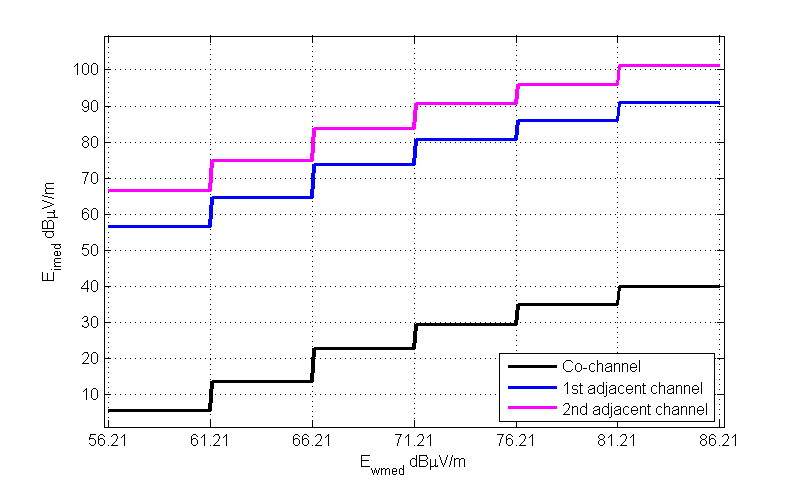 100
90
80
70
60
50
40
30
20
10
E_imed dBμV/m
Co-channel
1st adjacent channel
2nd adjacent channel
56.21 61.21 66.21 71.21 76.21 81.21 86.21
E_wmed dBμV/m